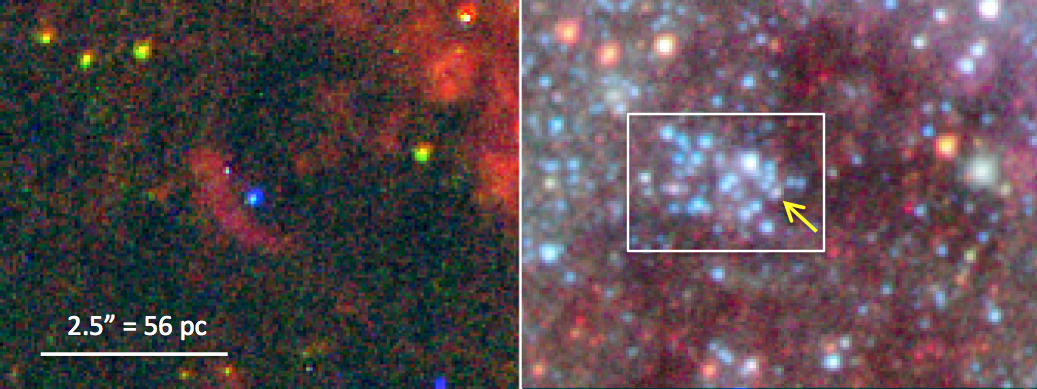 2.5” = 56 pc